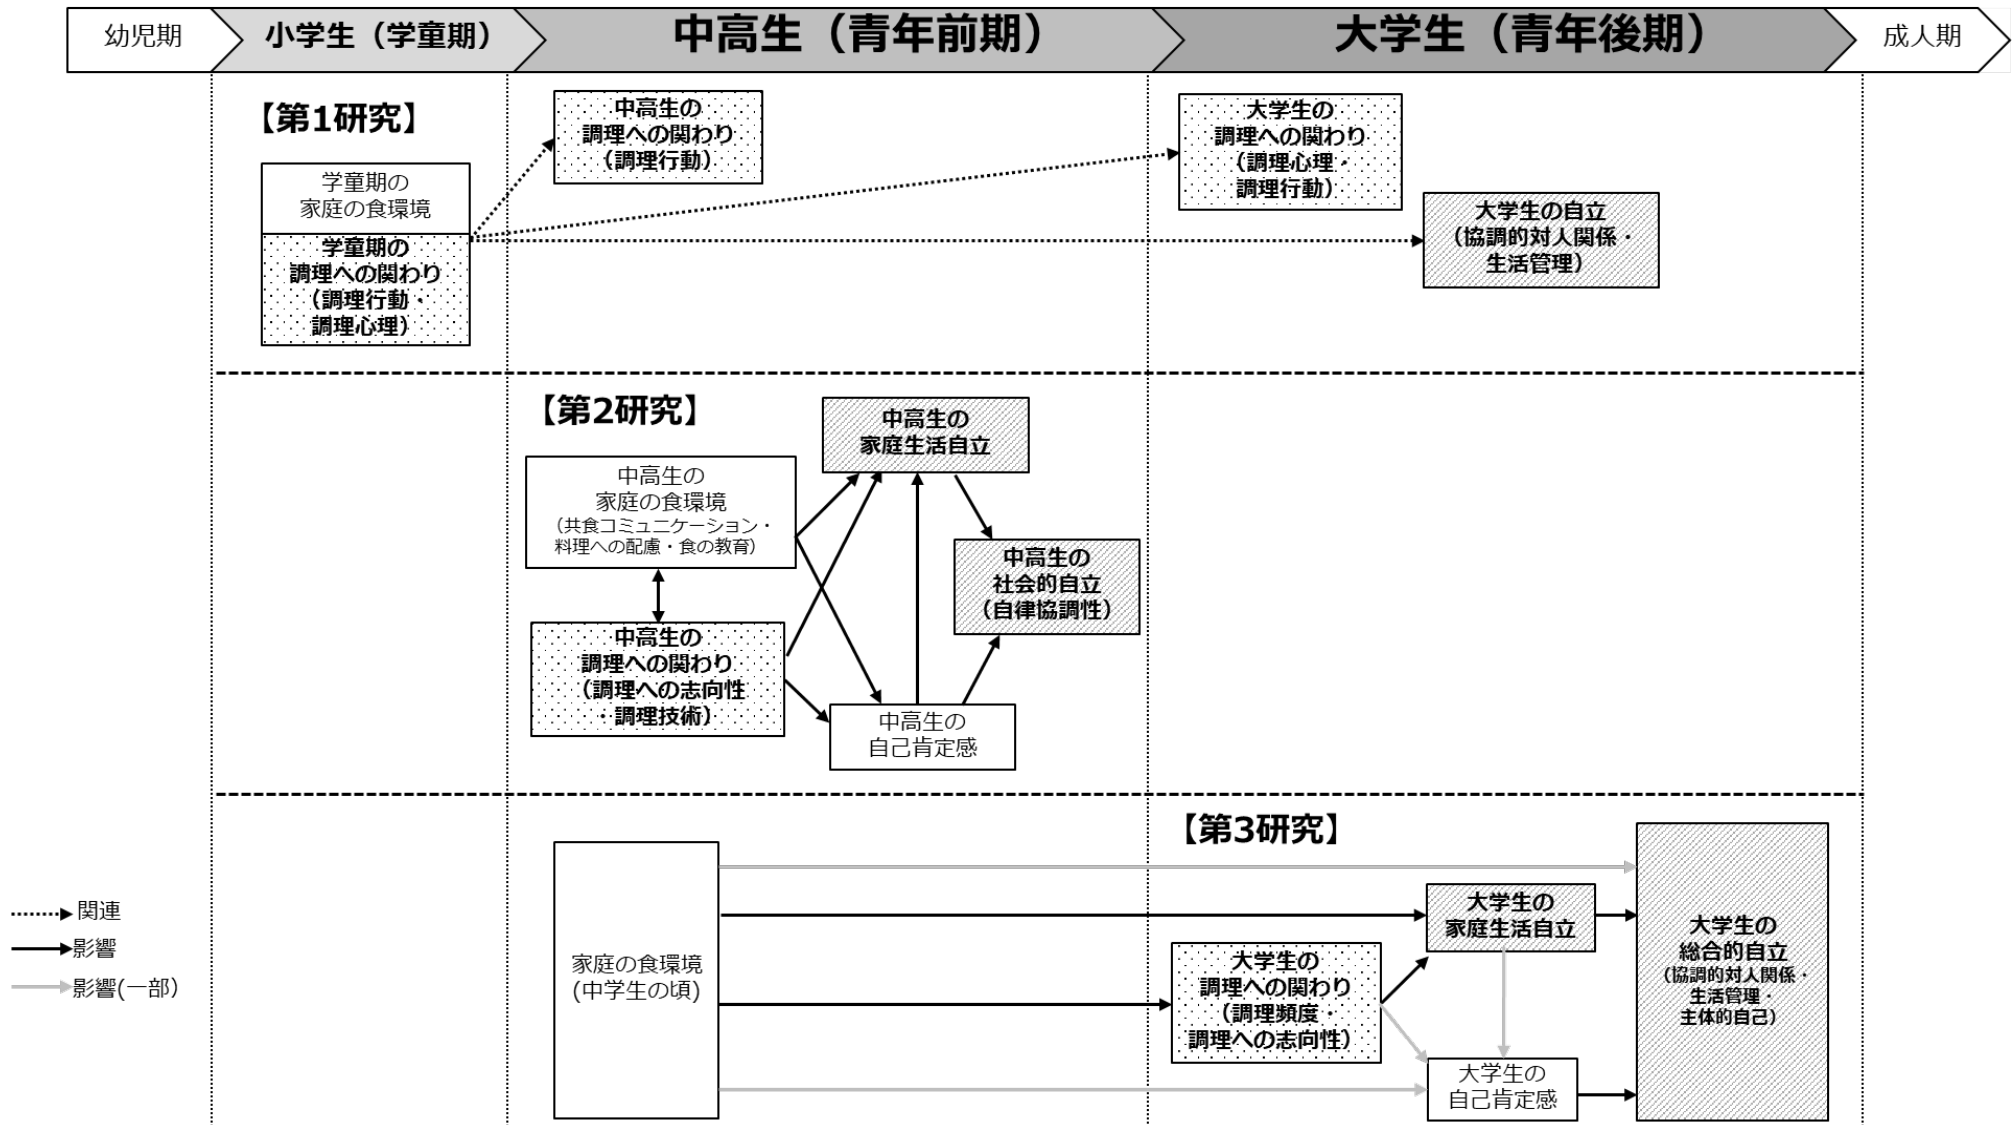 幼児期
小学生（学童期）
中高生（青年前期）
大学生（青年後期）
成人期
【第1研究】
学童期の
家庭の食環境
学童期の
調理への関わり
（調理行動・
調理心理）
中高生の
調理への関わり
（調理行動）
大学生の
調理への関わり
（調理心理・
調理行動）
大学生の自立
（協調的対人関係・
生活管理）
【第2研究】
中高生の
家庭の食環境
（共食コミュニケーション・
料理への配慮・食の教育）
中高生の
調理への関わり
（調理への志向性
・調理技術）
中高生の
家庭生活自立
中高生の
社会的自立
（自律協調性）
中高生の
自己肯定感
【第3研究】
家庭の食環境
(中学生の頃)
大学生の
調理への関わり
（調理頻度・
調理への志向性）
大学生の
家庭生活自立
大学生の
自己肯定感
大学生の
総合的自立
（協調的対人関係・
生活管理・
主体的自己）
関連
影響
影響(一部）